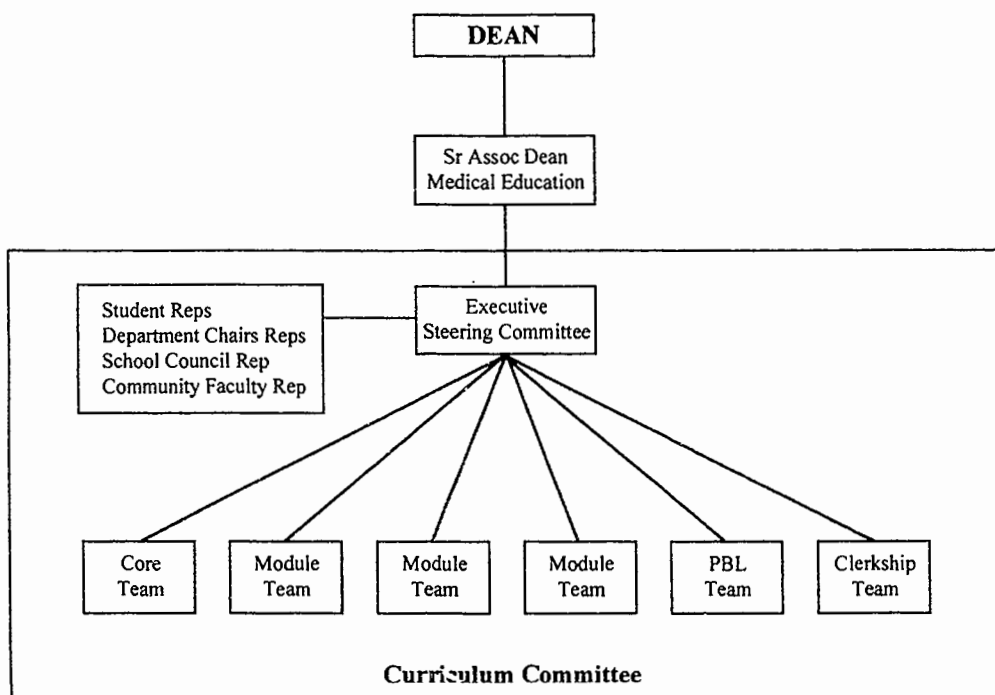 DEAN
Sr Assoc Dean
Medical Education
Student Reps
Department Chairs Reps
School Council Rep
Community Faculty Rep
Executive
Steering Committee
Core
Team
Module
Team
Module
Team
Module
Team
PBL
Team
Clerkship
Team
Curriculum Committee